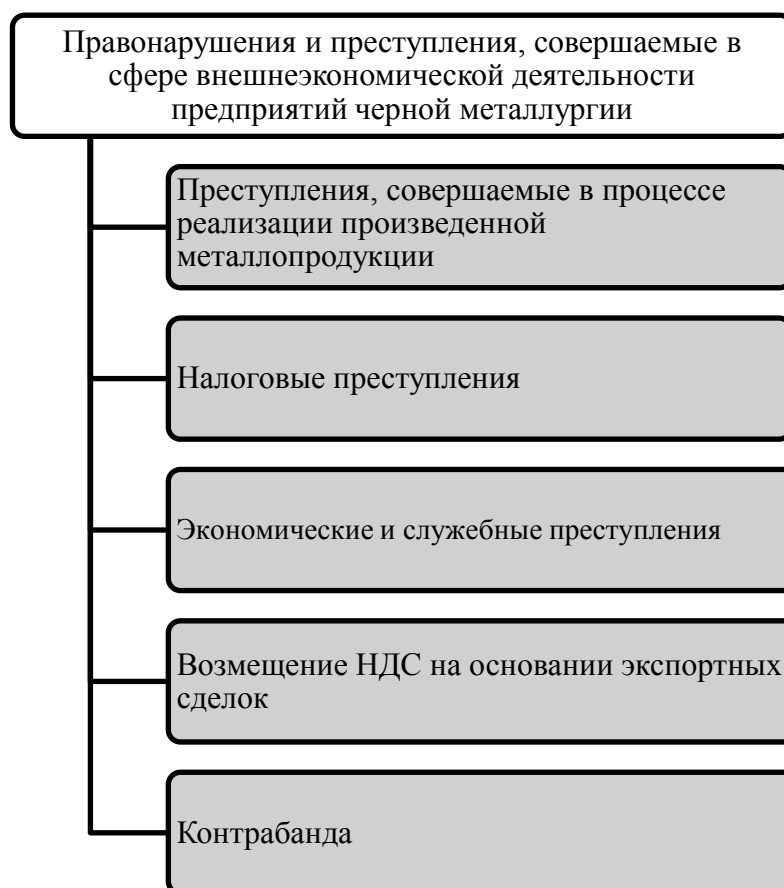 Правонарушения и преступления, совершаемые в
сфере внешнеэкономической деятельности
предприятий черной металлургии
Преступления, совершаемые в процессе
реализации произведенной
металлопродукции
Налоговые преступления
Экономические и служебные преступления
Возмещение НДС на основании экспортных
сделок
Контрабанда